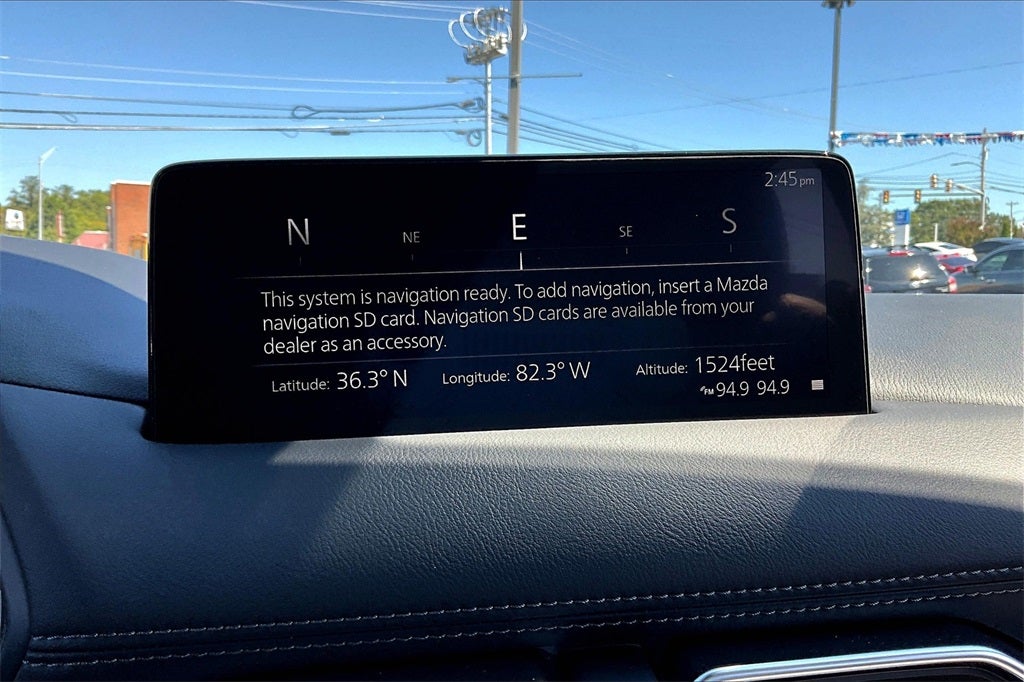 2:45pm
N NE E SE S
This system is navigation ready. To add navigation, insert a Mazda
navigation SD card. Navigation SD cards are available from your
dealer as an accessory.
Latitude: 36.3° N Longitude: 82.3° W Altitude: 1524feet
FM 94.9 94.9